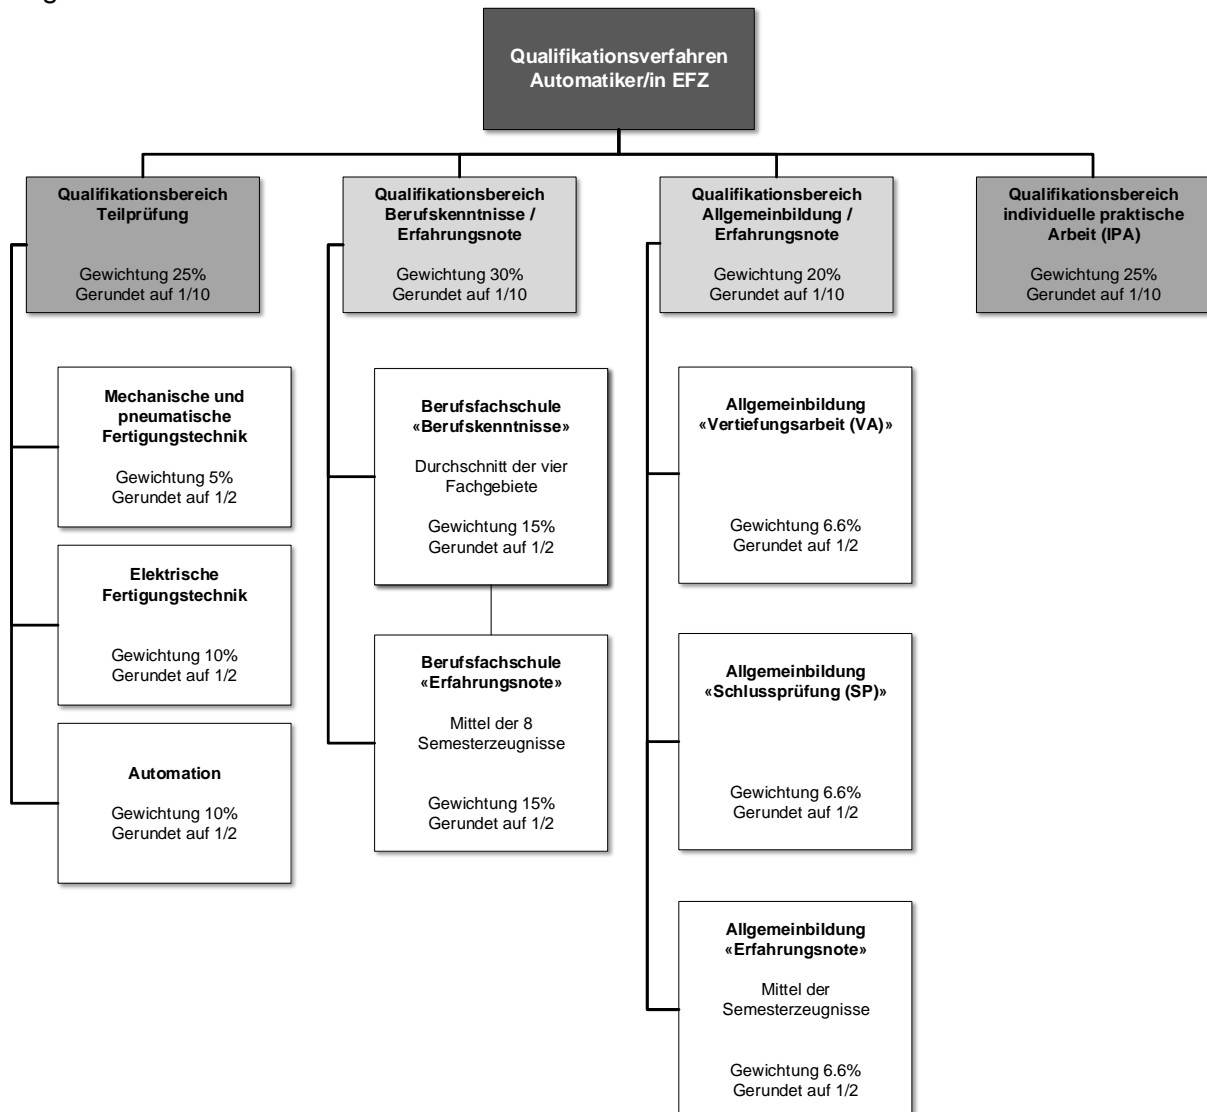 Qualifikationsverfahren
Automatiker/in EFZ
Qualifikationsbereich
Teilprüfung
Gewichtung 25%
Gerundet auf 1/10
Qualifikationsbereich
Berufskenntnisse /
Erfahrungsnote
Gewichtung 30%
Gerundet auf 1/10
Qualifikationsbereich
Allgemeinbildung /
Erfahrungsnote
Gewichtung 20%
Gerundet auf 1/10
Qualifikationsbereich
individuelle praktische
Arbeit (IPA)
Gewichtung 25%
Gerundet auf 1/10
Mechanische und
pneumatische
Fertigungstechnik
Gewichtung 5%
Gerundet auf 1/2
Elektrische
Fertigungstechnik
Gewichtung 10%
Gerundet auf 1/2
Automation
Gewichtung 10%
Gerundet auf 1/2
Berufsfachschule
«Berufskenntnisse»
Durchschnitt der vier
Fachgebiete
Gewichtung 15%
Gerundet auf 1/2
Berufsfachschule
«Erfahrungsnote»
Mittel der 8
Semesterzeugnisse
Gewichtung 15%
Gerundet auf 1/2
Allgemeinbildung
«Vertiefungsarbeit (VA)»
Gewichtung 6.6%
Gerundet auf 1/2
Allgemeinbildung
«Schlussprüfung (SP)»
Gewichtung 6.6%
Gerundet auf 1/2
Allgemeinbildung
«Erfahrungsnote»
Mittel der
Semesterzeugnisse
Gewichtung 6.6%
Gerundet auf 1/2